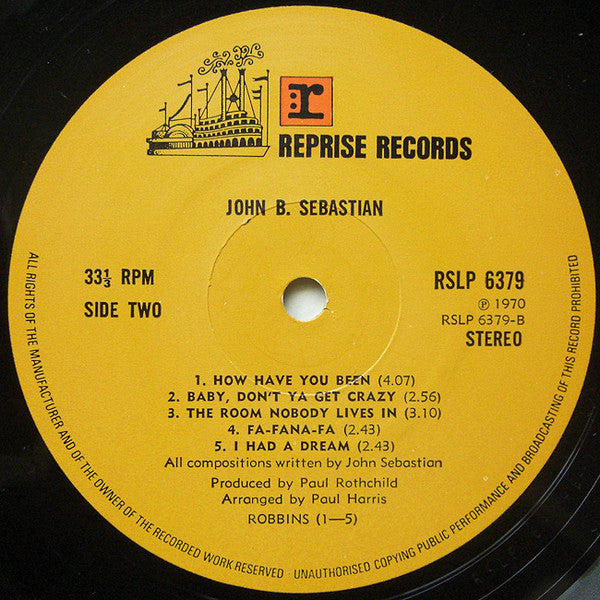 r:
REPRISE RECORDS
JOHN B. SEBASTIAN
33⅓ RPM
SIDE TWO
RSLP 6379
℗ 1970
RSLP 6379-B
STEREO
1. HOW HAVE YOU BEEN (4.07)
2. BABY, DON'T YA GET CRAZY (2.56)
3. THE ROOM NOBODY LIVES IN (3.10)
4. FA-FANA-FA (2.43)
5. I HAD A DREAM (2.43)
All compositions written by John Sebastian
Produced by Paul Rothchild
Arranged by Paul Harris
ROBBINS (1—5)
ALL RIGHTS OF THE MANUFACTURER AND OF THE OWNER OF THE RECORDED WORK RESERVED · UNAUTHORISED COPYING PUBLIC PERFORMANCE AND BROADCASTING OF THIS RECORD PROHIBITED